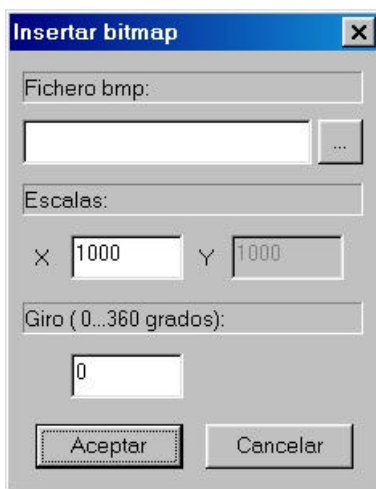 Insertar bitmap
Fichero bmp:
...
Escalas:
X 1000 Y 1000
Giro ( 0...360 grados):
0
Aceptar Cancelar